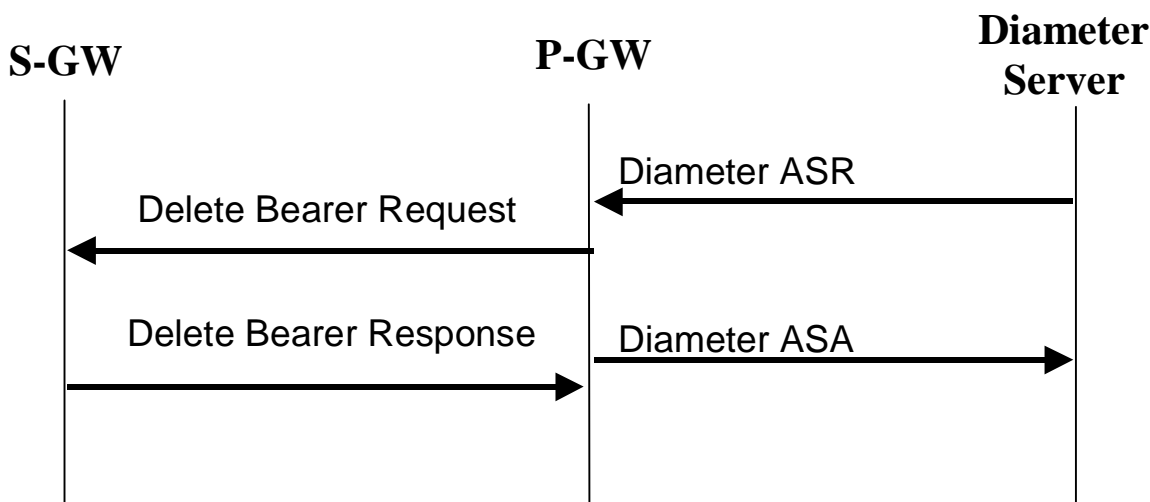 S-GW
P-GW
Diameter
Server
Diameter ASR
Delete Bearer Request
Delete Bearer Response
Diameter ASA